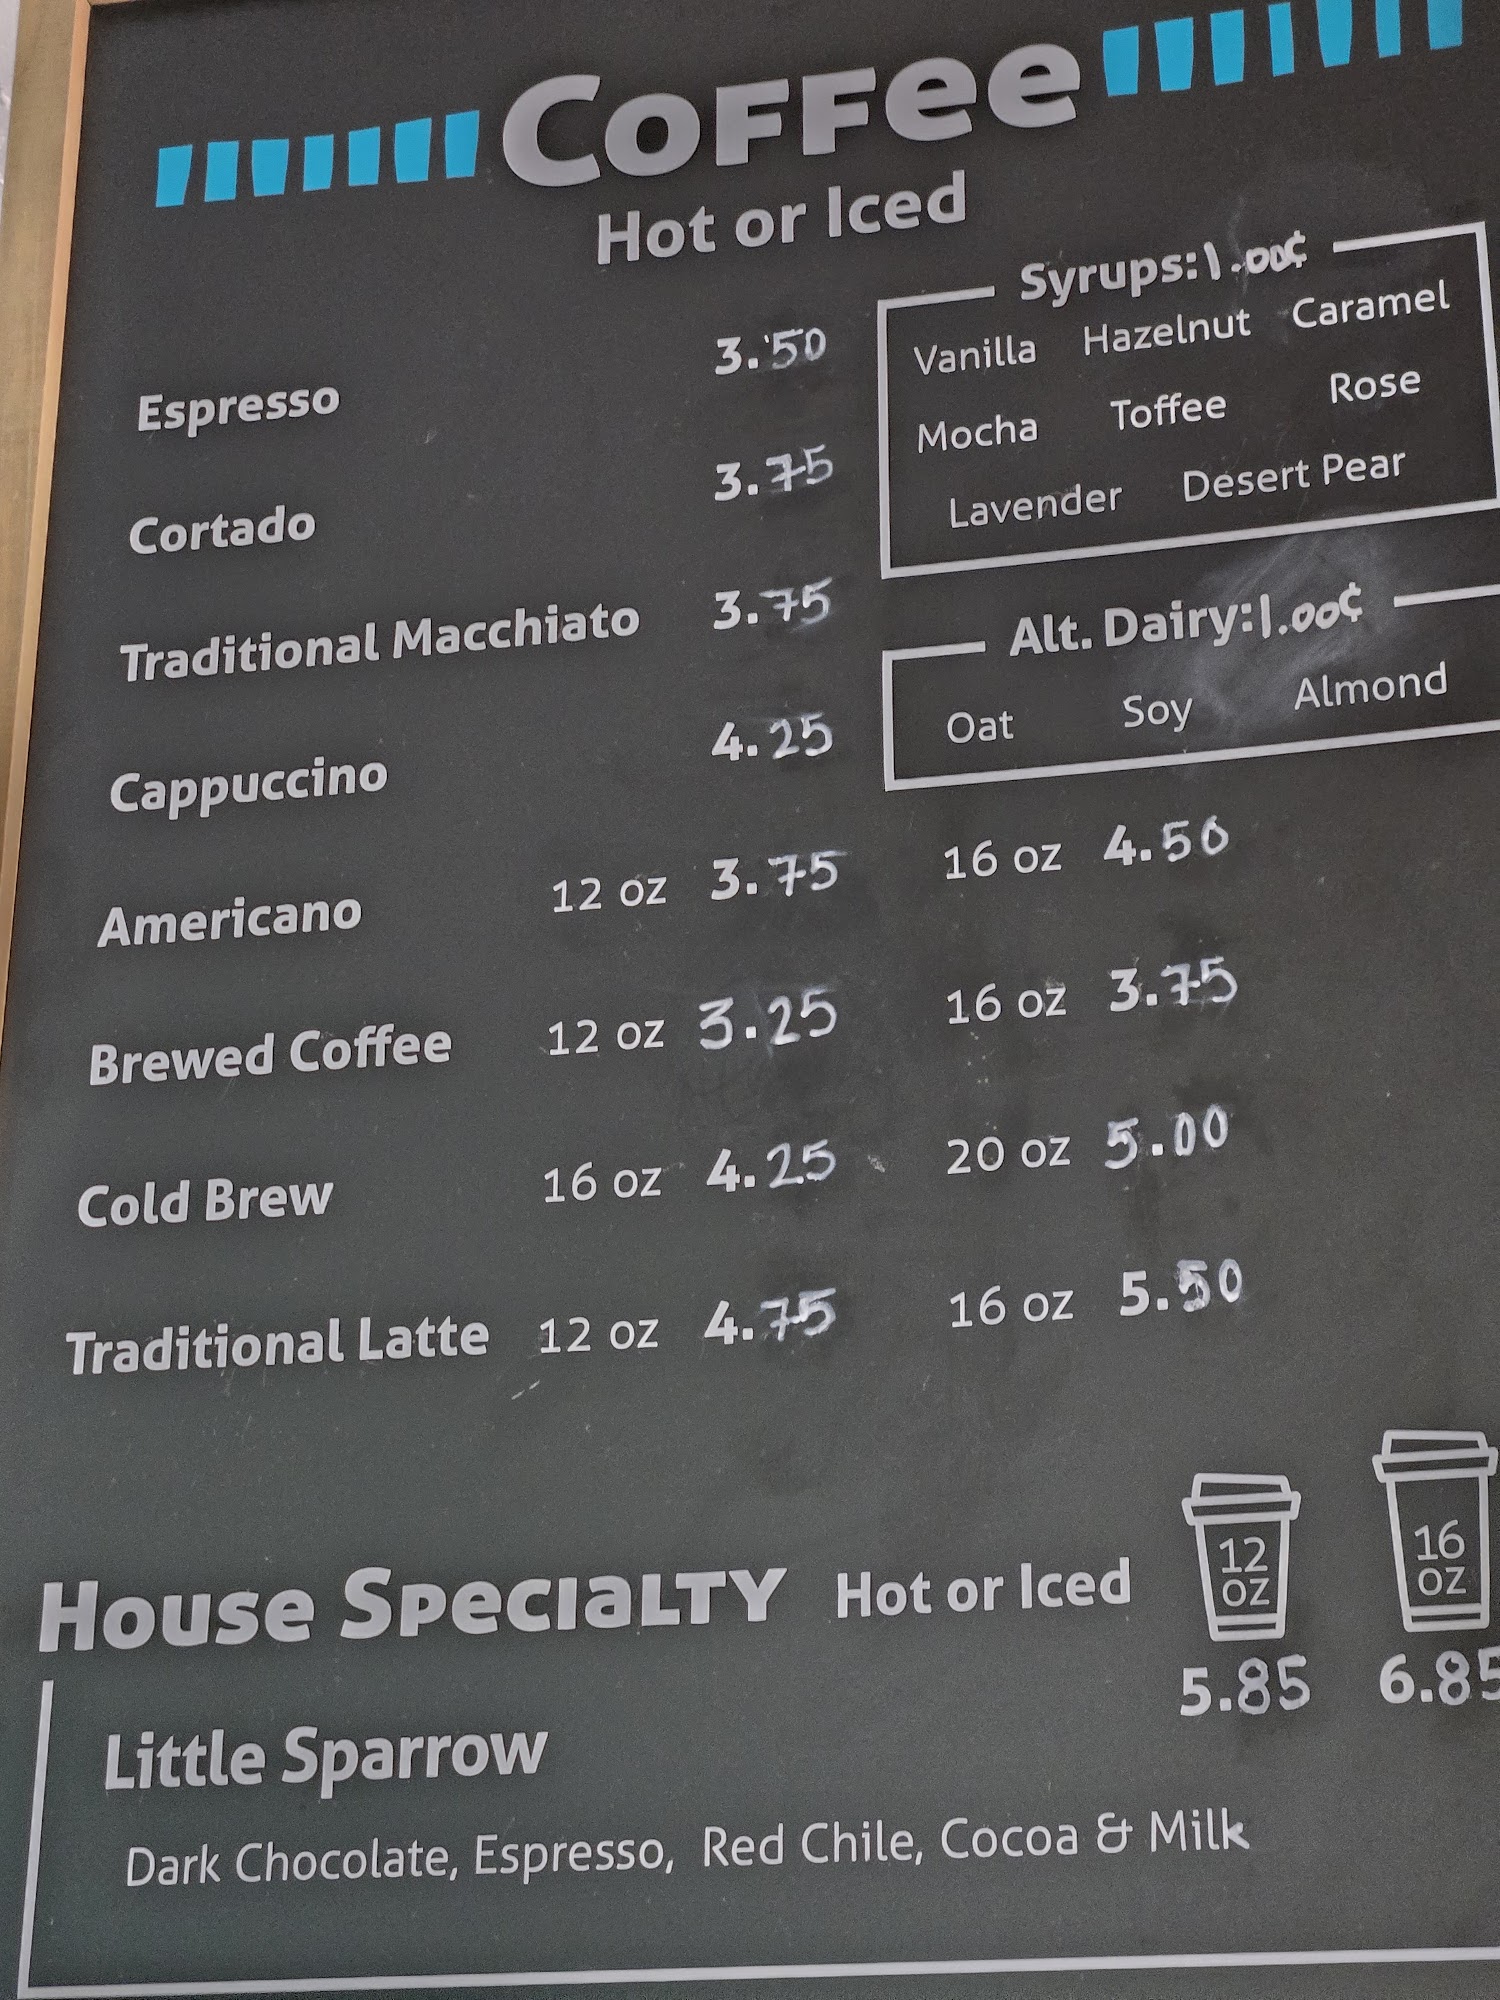 Coffee
Hot or Iced
Syrups: 1.00¢
Vanilla Hazelnut Caramel
Mocha Toffee Rose
Lavender Desert Pear
Alt. Dairy: 1.00¢
Oat Soy Almond
Espresso 3.50
Cortado 3.75
Traditional Macchiato 3.75
Cappuccino 4.25
Americano 12 oz 3.75 16 oz 4.50
Brewed Coffee 12 oz 3.25 16 oz 3.75
Cold Brew 16 oz 4.25 20 oz 5.00
Traditional Latte 12 oz 4.75 16 oz 5.50
House Specialty Hot or Iced
12 oz 5.85
16 oz 6.85
Little Sparrow
Dark Chocolate, Espresso, Red Chile, Cocoa & Milk